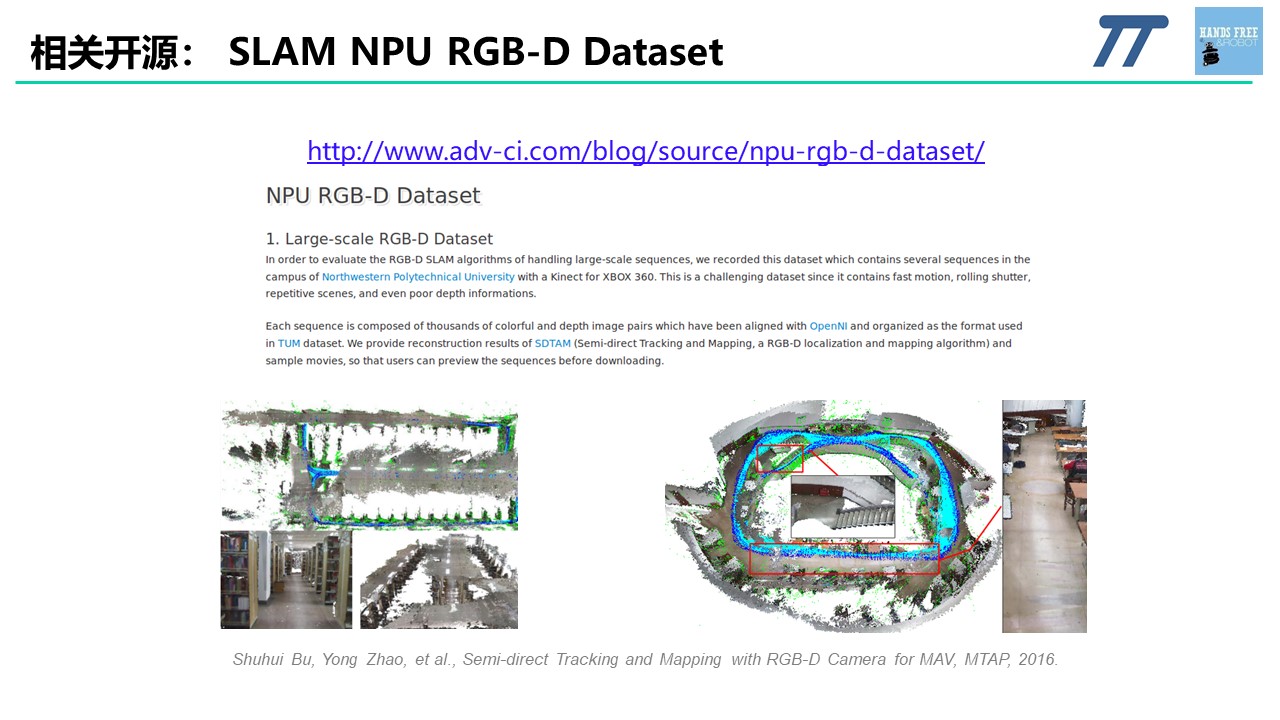 相关开源： SLAM NPU RGB-D Dataset
HANDS FREE
&ROBOT
http://www.adv-ci.com/blog/source/npu-rgb-d-dataset/
NPU RGB-D Dataset
1. Large-scale RGB-D Dataset
In order to evaluate the RGB-D SLAM algorithms of handling large-scale sequences, we recorded this dataset which contains several sequences in the
campus of Northwestern Polytechnical University with a Kinect for XBOX 360. This is a challenging dataset since it contains fast motion, rolling shutter,
repetitive scenes, and even poor depth informations.
Each sequence is composed of thousands of colorful and depth image pairs which have been aligned with OpenNI and organized as the format used
in TUM dataset. We provide reconstruction results of SDTAM (Semi-direct Tracking and Mapping, a RGB-D localization and mapping algorithm) and
sample movies, so that users can preview the sequences before downloading.
Shuhui Bu, Yong Zhao, et al., Semi-direct Tracking and Mapping with RGB-D Camera for MAV, MTAP, 2016.